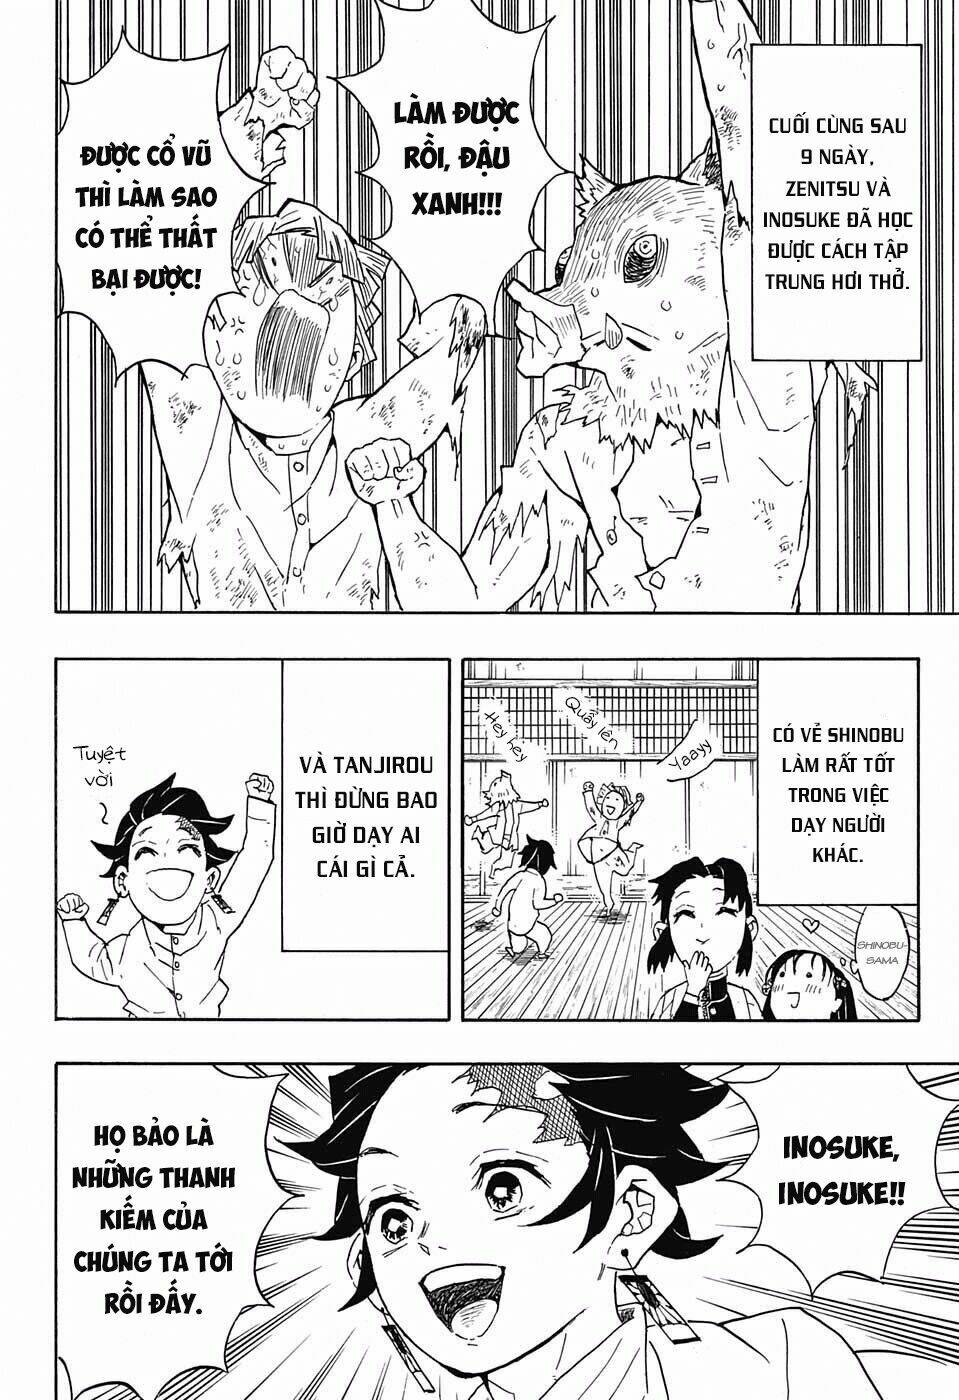 CUỐI CÙNG SAU
9 NGÀY,
ZENITSU VÀ
INOSUKE ĐÃ HỌC
ĐƯỢC CÁCH TẬP
TRUNG HƠI THỞ.
LÀM ĐƯỢC
RỒI, ĐẬU
XANH!!!
ĐƯỢC CỔ VŨ
THÌ LÀM SAO
CÓ THỂ THẤT
BẠI ĐƯỢC!
CÓ VẺ SHINOBU
LÀM RẤT TỐT
TRONG VIỆC
DẠY NGƯỜI
KHÁC.
Yaayy
Quẩy lên
Hey hey
SHINOBU-
SAMA
VÀ TANJIROU
THÌ ĐỪNG BAO
GIỜ DẠY AI
CÁI GÌ CẢ.
Tuyệt
vời
INOSUKE,
INOSUKE!!
HỌ BẢO LÀ
NHỮNG THANH
KIẾM CỦA
CHÚNG TA TỚI
RỒI ĐẤY.